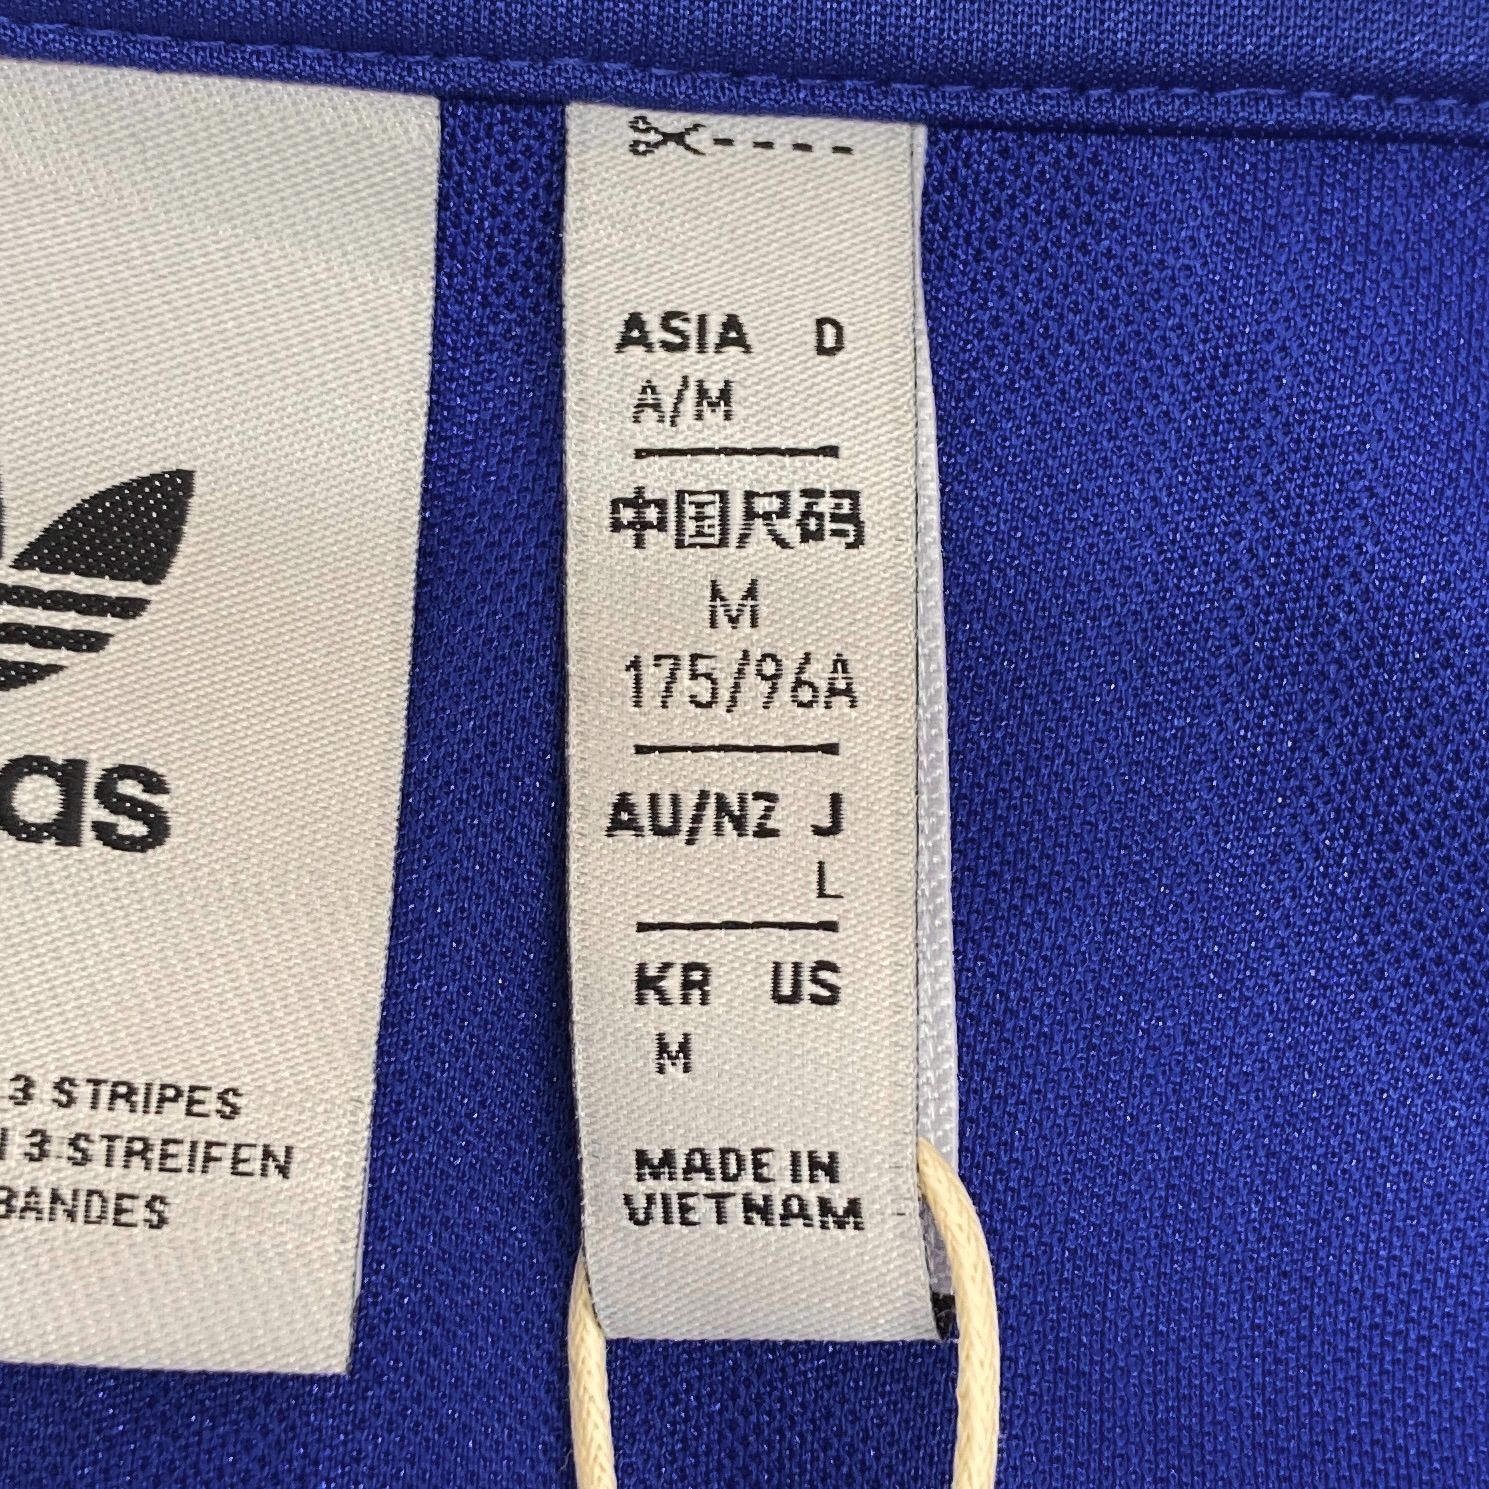 as
3 STRIPES
3 STREIFEN
BANDES
ASIA D
A/M
中国尺码
M
175/96A
AU/NZ J
L
KR US
M
MADE IN
VIETNAM